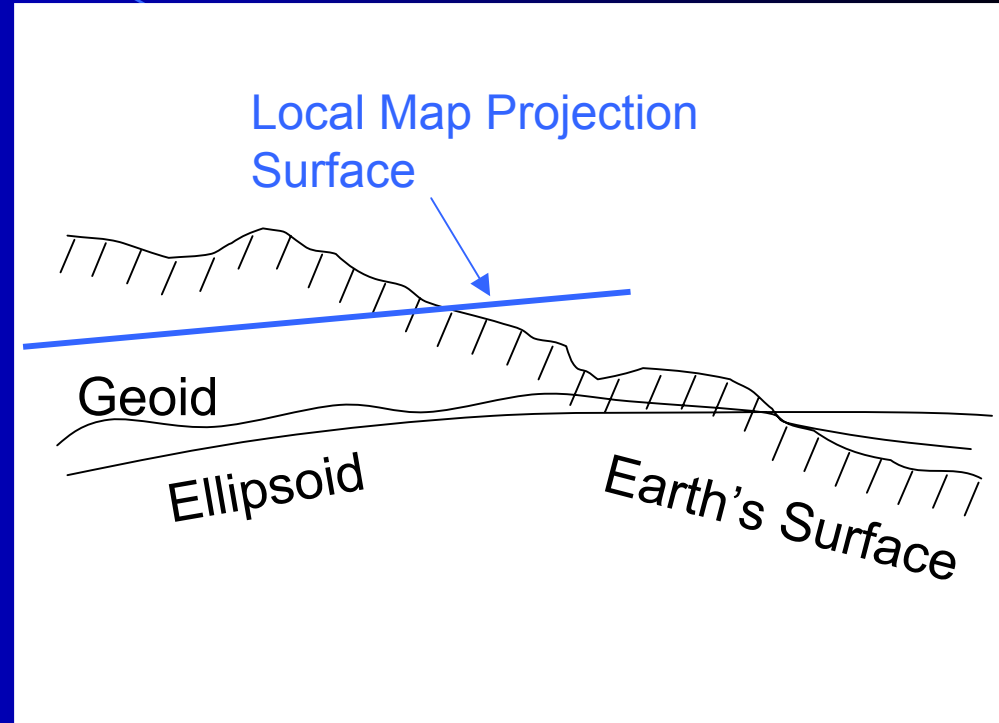 Local Map Projection
Surface
Geoid
Ellipsoid
Earth’s Surface